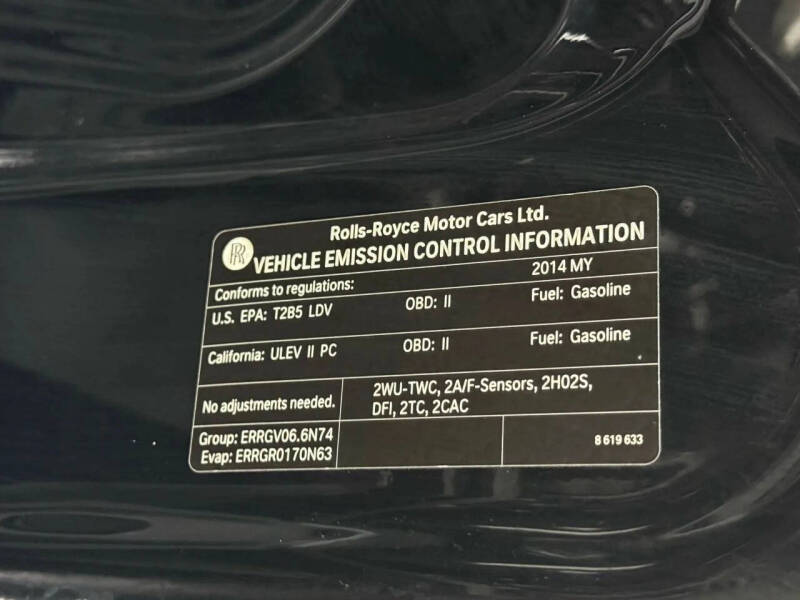 RR
Rolls-Royce Motor Cars Ltd.
VEHICLE EMISSION CONTROL INFORMATION
Conforms to regulations: 2014 MY
U.S. EPA: T2B5 LDV OBD: II Fuel: Gasoline
California: ULEV II PC OBD: II Fuel: Gasoline
No adjustments needed. 2WU-TWC, 2A/F-Sensors, 2H02S,
DFI, 2TC, 2CAC
Group: ERRGV06.6N74
Evap: ERRGR0170N63
8 619 633